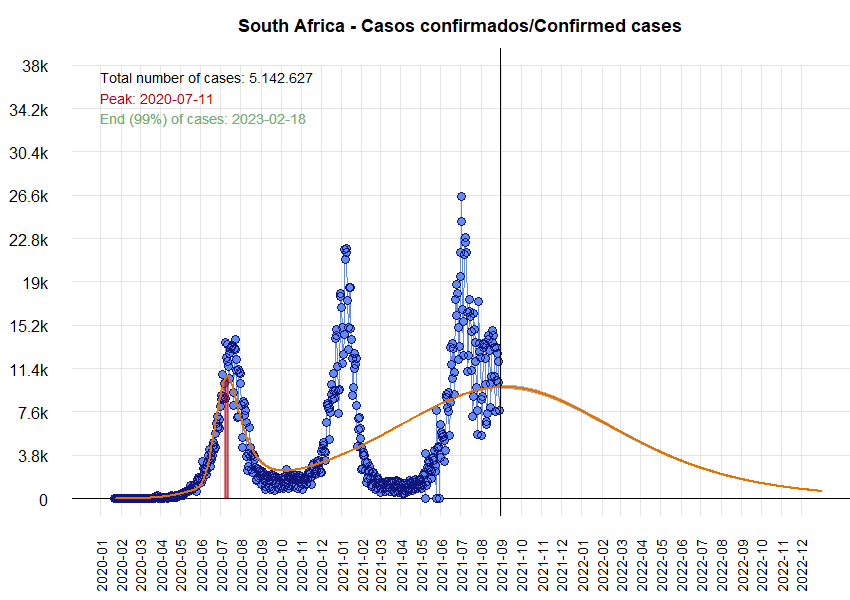 South Africa - Casos confirmados/Confirmed cases
38k
34.2k
30.4k
26.6k
22.8k
19k
15.2k
11.4k
7.6k
3.8k
0
Total number of cases: 5.142.627
Peak: 2020-07-11
End (99%) of cases: 2023-02-18
2020-01
2020-02
2020-03
2020-04
2020-05
2020-06
2020-07
2020-08
2020-09
2020-10
2020-11
2020-12
2021-01
2021-02
2021-03
2021-04
2021-05
2021-06
2021-07
2021-08
2021-09
2021-10
2021-11
2021-12
2022-01
2022-02
2022-03
2022-04
2022-05
2022-06
2022-07
2022-08
2022-09
2022-10
2022-11
2022-12